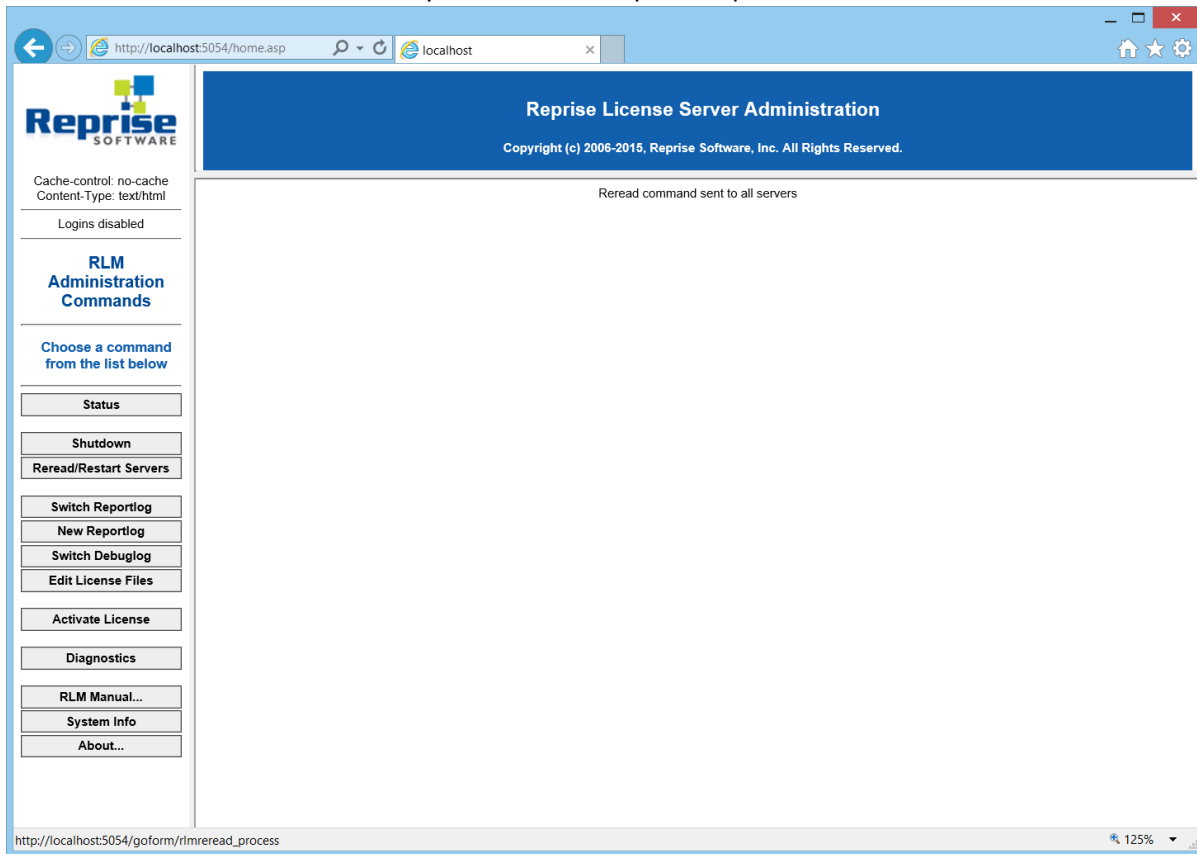 http://localhost:5054/home.asp
localhost
Reprise
SOFTWARE
Cache-control: no-cache
Content-Type: text/html
Logins disabled
RLM
Administration
Commands
Choose a command
from the list below
Status
Shutdown
Reread/Restart Servers
Switch Reportlog
New Reportlog
Switch Debuglog
Edit License Files
Activate License
Diagnostics
RLM Manual...
System Info
About...
Reprise License Server Administration
Copyright (c) 2006-2015, Reprise Software, Inc. All Rights Reserved.
Reread command sent to all servers
http://localhost:5054/goform/rlmreread_process
125%